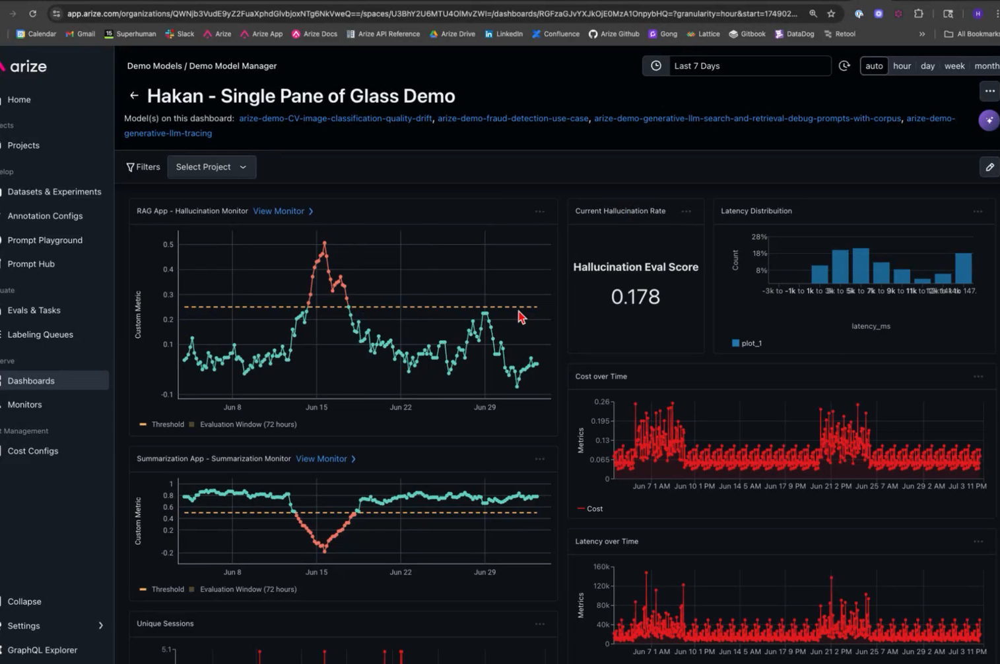 app.arize.com/organizations/QWNjb3VudE9yZ2FuaXphdGlvbjoxNTg6NkVweQ==/spaces/U3BhY2U6MTU4OlMvZWI=/dashboards/RGFzaGJvYXJkOjE0MzA1OnpybHQ=?granularity=hour&start=174902...
Calendar Gmail Superhuman Slack Arize Arize App Arize Docs Arize API Reference Arize Drive LinkedIn Confluence Arize Github Gong Lattice Gitbook DataDog Retool » All Bookmarks
arize
Home
ects
Projects
elop
Datasets & Experiments
Annotation Configs
Prompt Playground
Prompt Hub
uate
Evals & Tasks
Labeling Queues
erve
Dashboards
Monitors
t Management
Cost Configs
Collapse
Settings
GraphQL Explorer
Demo Models / Demo Model Manager
Last 7 Days
auto hour day week month
Hakan - Single Pane of Glass Demo
Model(s) on this dashboard: arize-demo-CV-image-classification-quality-drift, arize-demo-fraud-detection-use-case, arize-demo-generative-llm-search-and-retrieval-debug-prompts-with-corpus, arize-demo-
generative-llm-tracing
Filters Select Project
RAG App - Hallucination Monitor View Monitor
Custom Metric
0.5
0.4
0.3
0.2
0.1
-0.1
Jun 8 Jun 15 Jun 22 Jun 29
Threshold Evaluation Window (72 hours)
Current Hallucination Rate
Hallucination Eval Score
0.178
Latency Distribuition
Count
28%
18%
8%
-3k to -1k to 1k to
latency_ms
plot_1
Cost over Time
Metrics
0.26
0.195
0.13
0.065
0
Jun 7 1 AM Jun 10 1 PM Jun 14 5 AM Jun 17 9 PM Jun 21 2 PM Jun 25 7 AM Jun 29 2 AM Jul 3 11 PM
Cost
Summarization App - Summarization Monitor View Monitor
Custom Metric
1
0.8
0.6
0.4
0.2
-0.2
Jun 8 Jun 15 Jun 22 Jun 29
Threshold Evaluation Window (72 hours)
Latency over Time
Metrics
160k
120k
80k
40k
0
Jun 7 1 AM Jun 10 1 PM Jun 14 5 AM Jun 17 9 PM Jun 21 2 PM Jun 25 7 AM Jun 29 2 AM Jul 3 11 PM
Unique Sessions
5.1